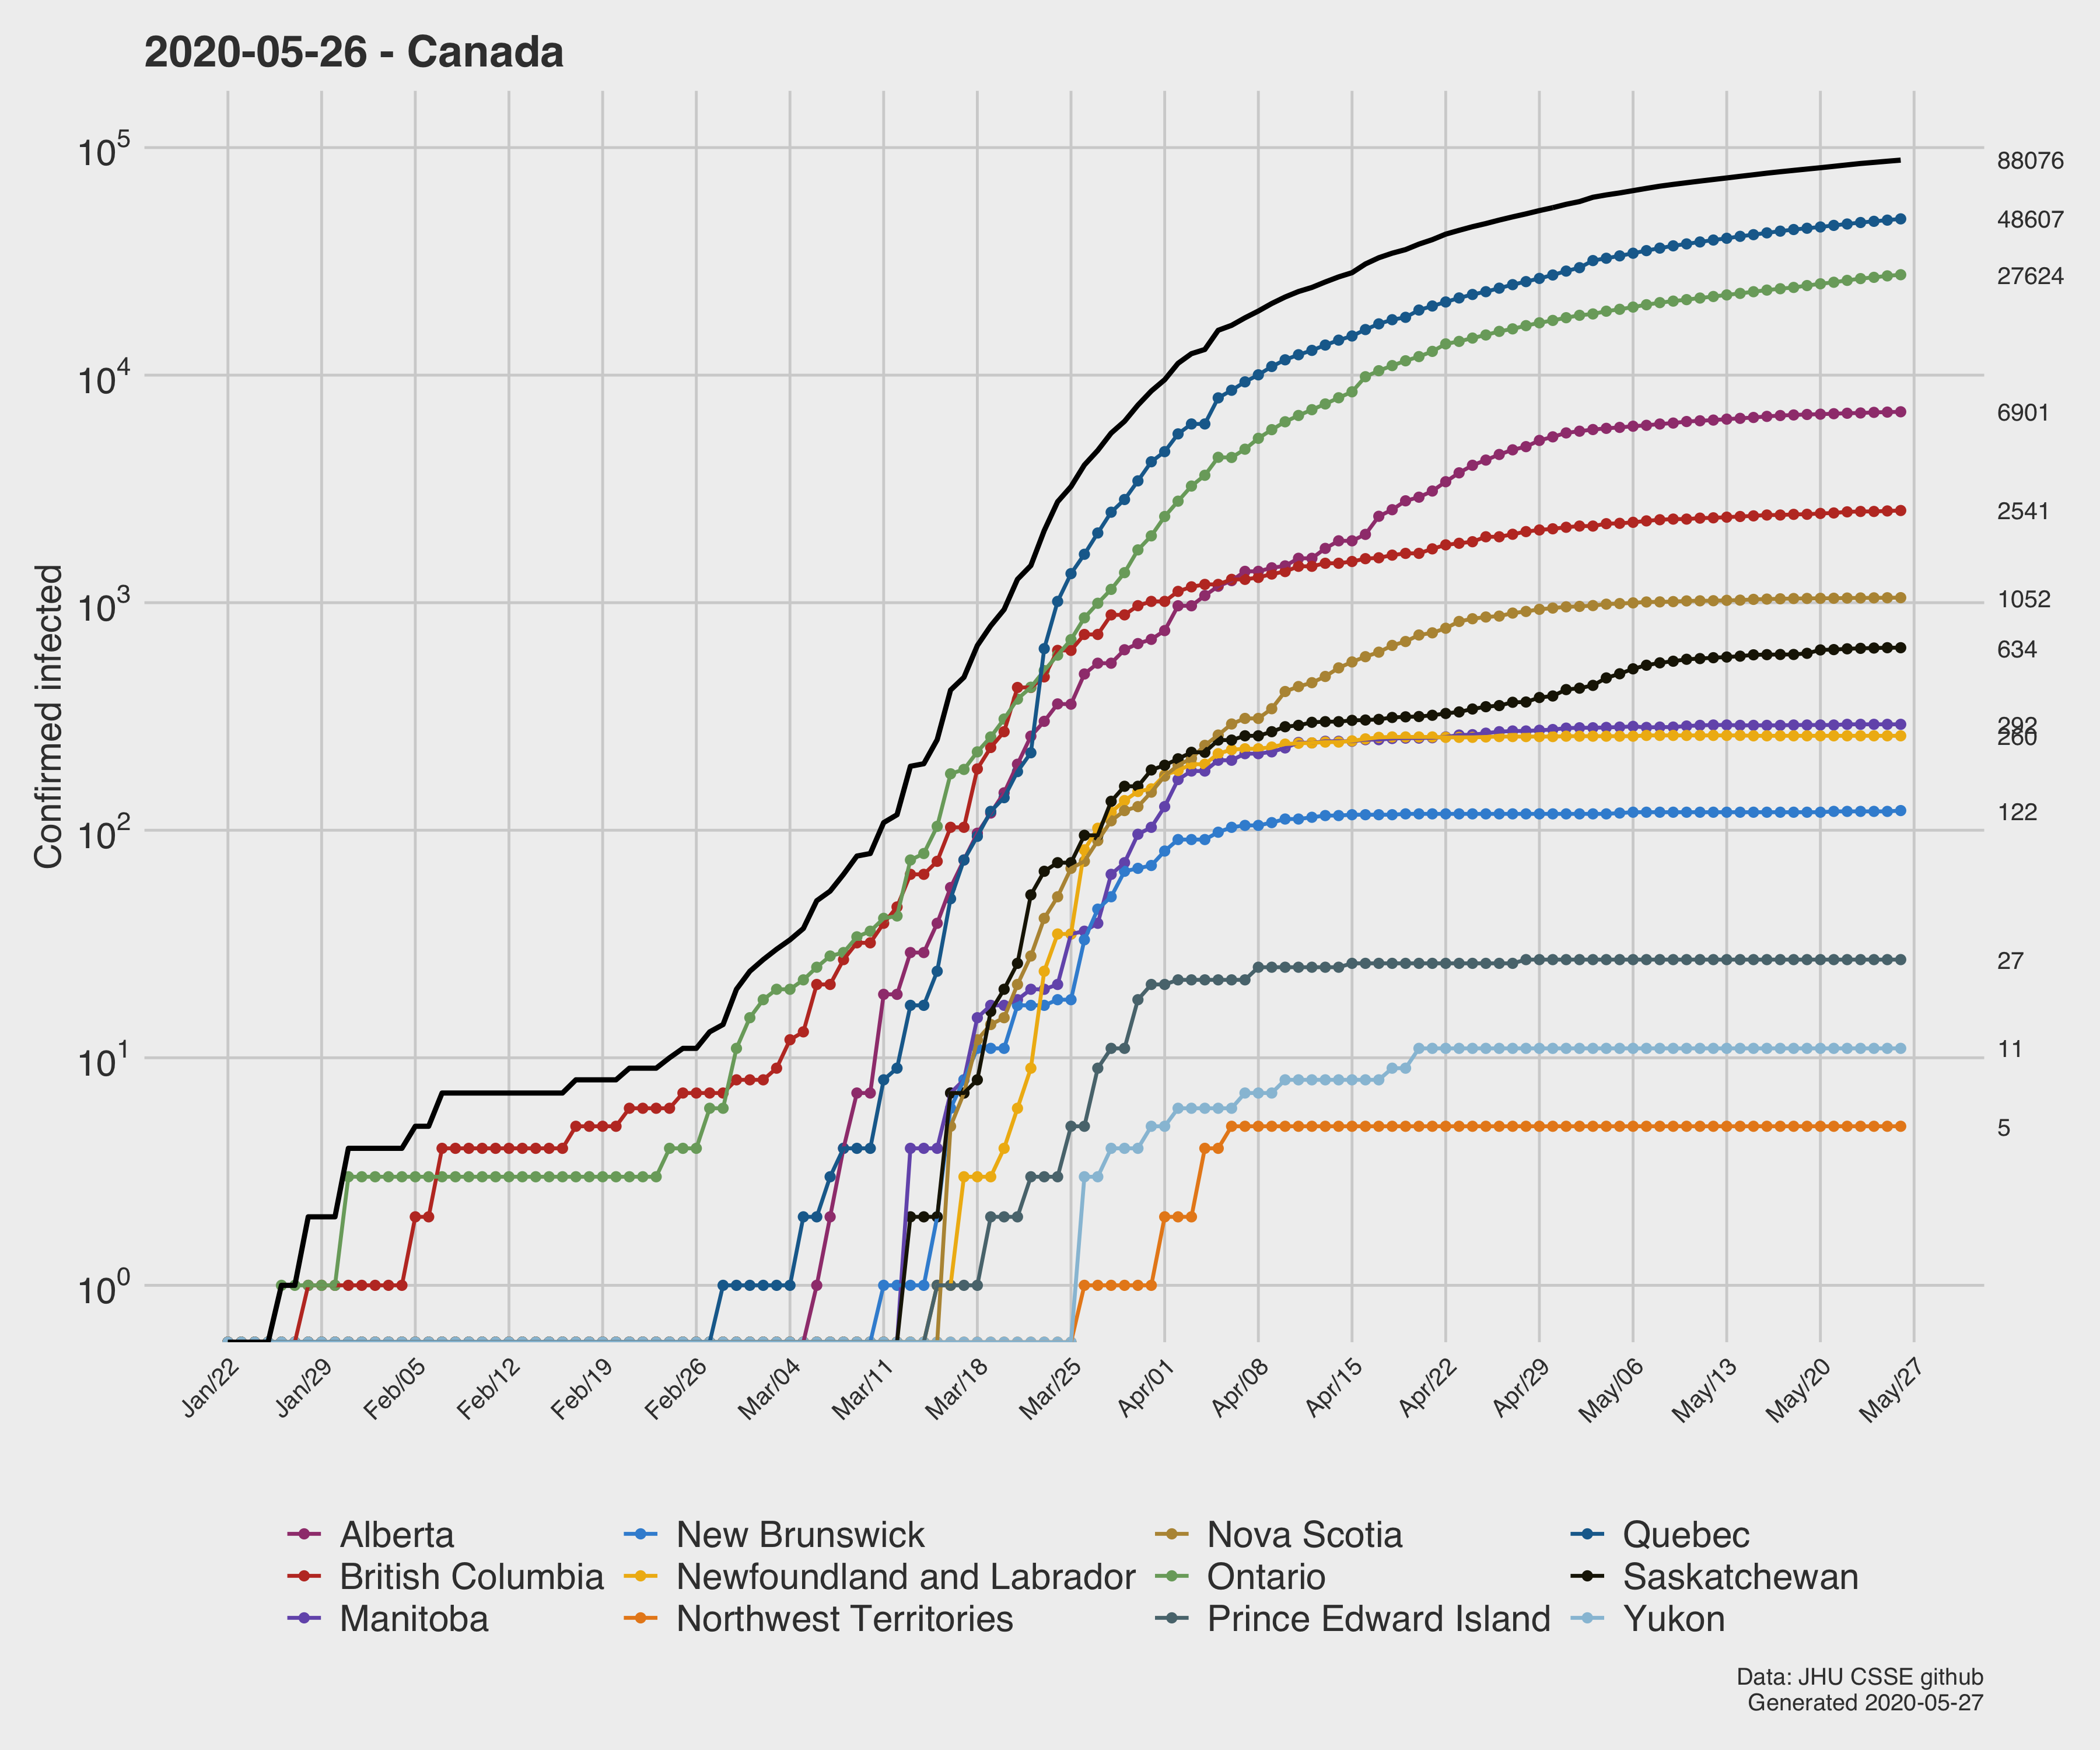 2020-05-26 - Canada
Confirmed infected
10^5
10^4
10^3
10^2
10^1
10^0
88076
48607
27624
6901
2541
1052
634
292
260
122
27
11
5
Jan/22 Jan/29 Feb/05 Feb/12 Feb/19 Feb/26 Mar/04 Mar/11 Mar/18 Mar/25 Apr/01 Apr/08 Apr/15 Apr/22 Apr/29 May/06 May/13 May/20 May/27
Alberta New Brunswick Nova Scotia Quebec
British Columbia Newfoundland and Labrador Ontario Saskatchewan
Manitoba Northwest Territories Prince Edward Island Yukon
Data: JHU CSSE github
Generated 2020-05-27